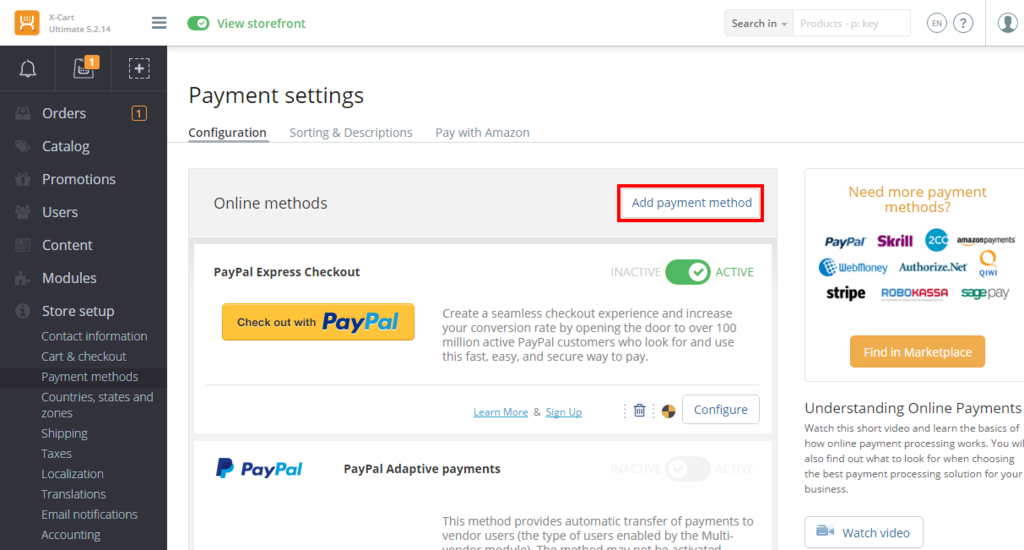 X-Cart
Ultimate 5.2.14
View storefront
Search in
Products - p: key
EN
?
1
Orders
1
Catalog
Promotions
Users
Content
Modules
Store setup
Contact information
Cart & checkout
Payment methods
Countries, states and
zones
Shipping
Taxes
Localization
Translations
Email notifications
Accounting
Payment settings
Configuration
Sorting & Descriptions
Pay with Amazon
Online methods
Add payment method
PayPal Express Checkout
INACTIVE
ACTIVE
Check out with PayPal
Create a seamless checkout experience and increase
your conversion rate by opening the door to over 100
million active PayPal customers who look for and use
this fast, easy, and secure way to pay.
Learn More & Sign Up
Configure
PayPal
PayPal Adaptive payments
INACTIVE
ACTIVE
This method provides automatic transfer of payments to
vendor users (the type of users enabled by the Multi-
vendor module). The method may not be activated
Need more payment
methods?
PayPal Skrill 2CO amazonpayments
WebMoney Authorize.Net QIWI
stripe ROBOKASSA sage pay
Find in Marketplace
Understanding Online Payments
Watch this short video and learn the basics of
how online payment processing works. You wil
also find out what to look for when choosing
the best payment processing solution for your
business.
Watch video